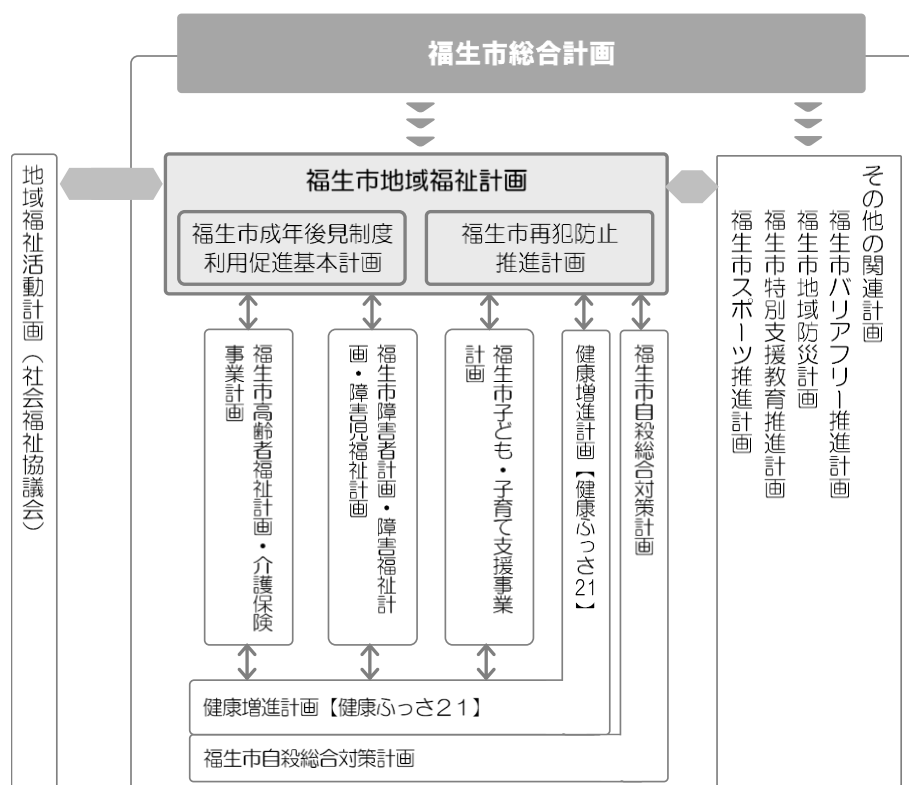 福生市総合計画
福生市地域福祉計画
福生市成年後見制度
利用促進基本計画
福生市再犯防止
推進計画
地域福祉活動計画（社会福祉協議会）
その他の関連計画
福生市バリアフリー推進計画
福生市地域防災計画
福生市特別支援教育推進計画
福生市スポーツ推進計画
福生市高齢者福祉計画・介護保険
事業計画
福生市障害者計画・障害福祉計
画・障害児福祉計画
福生市子ども・子育て支援事業
計画
健康増進計画【健康ふっさ21】
福生市自殺総合対策計画
健康増進計画【健康ふっさ２１】
福生市自殺総合対策計画